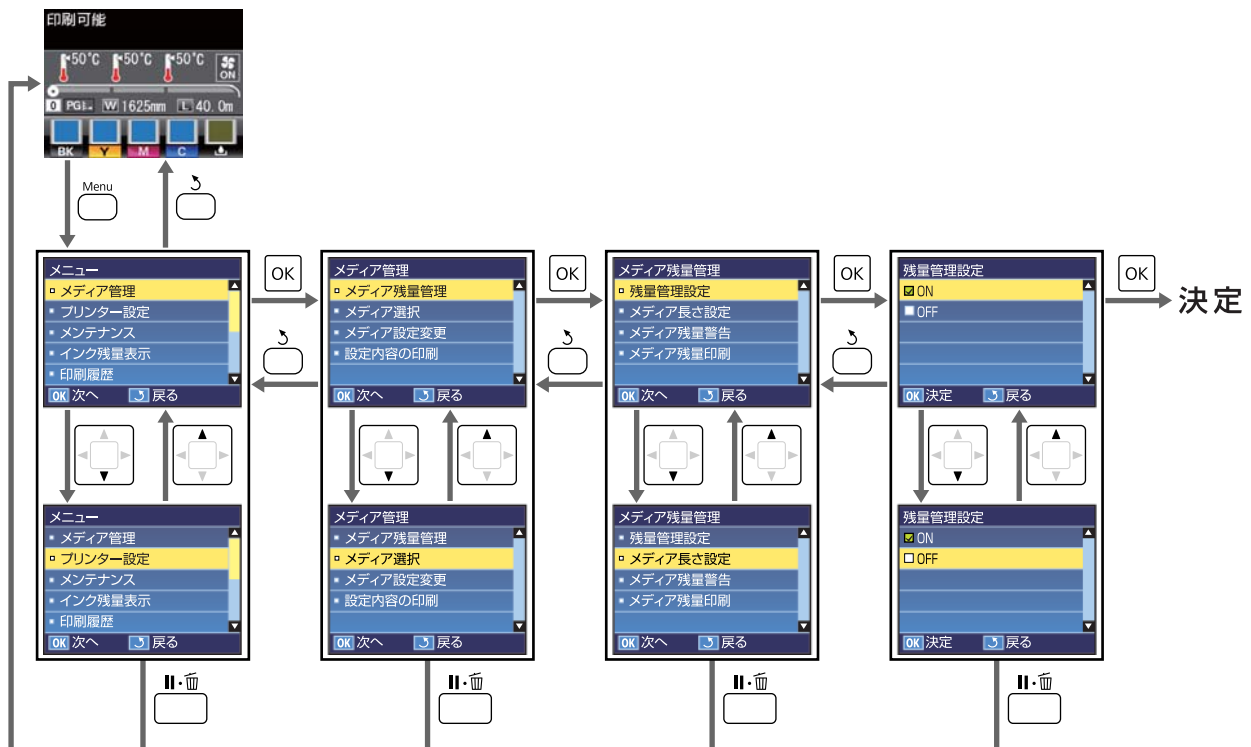 印刷可能
50°C 50°C 50°C
ON
0 PG W 1625mm L 40.0m
BK Y M C
Menu
メニュー
メディア管理
プリンター設定
メンテナンス
インク残量表示
印刷履歴
OK 次へ 戻る
OK
メディア管理
メディア残量管理
メディア選択
メディア設定変更
設定内容の印刷
OK 次へ 戻る
OK
メディア残量管理
残量管理設定
メディア長さ設定
メディア残量警告
メディア残量印刷
OK 次へ 戻る
OK
残量管理設定
ON
OFF
OK 決定 戻る
OK
決定
メニュー
メディア管理
プリンター設定
メンテナンス
インク残量表示
印刷履歴
OK 次へ 戻る
メディア管理
メディア残量管理
メディア選択
メディア設定変更
設定内容の印刷
OK 次へ 戻る
メディア残量管理
残量管理設定
メディア長さ設定
メディア残量警告
メディア残量印刷
OK 次へ 戻る
残量管理設定
ON
OFF
OK 決定 戻る